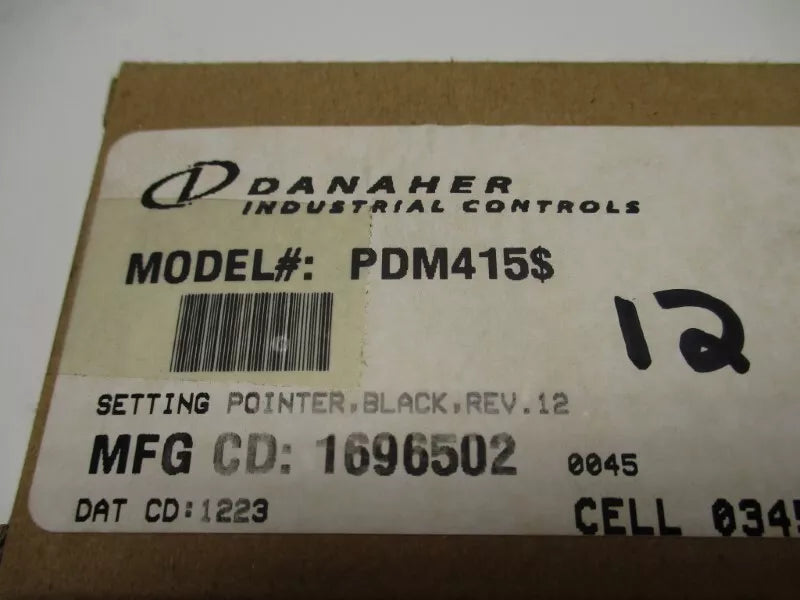 DANAHER
INDUSTRIAL CONTROLS
MODEL#: PDM415$
12
SETTING POINTER,BLACK,REV.12
MFG CD: 1696502 0045
DAT CD:1223
CELL 0345